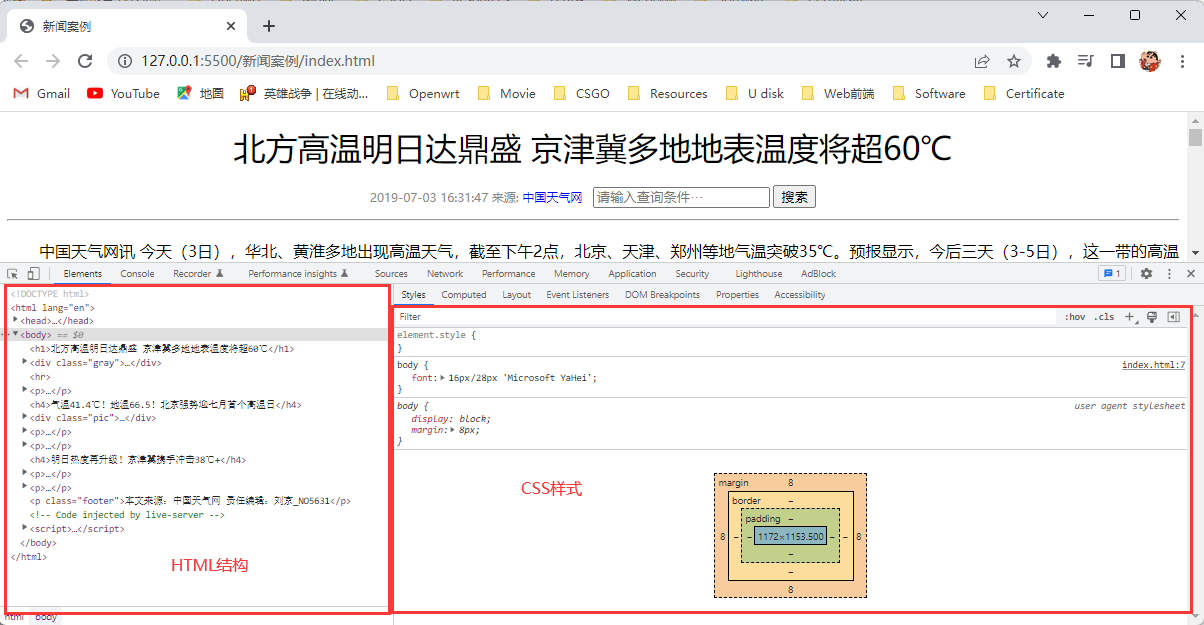 新闻案例
127.0.0.1:5500/新闻案例/index.html
Gmail YouTube 地图 英雄战争 | 在线动... Openwrt Movie CSGO Resources U disk Web前端 Software Certificate
北方高温明日达鼎盛 京津冀多地地表温度将超60℃
2019-07-03 16:31:47 来源: 中国天气网 请输入查询条件… 搜索
中国天气网讯 今天（3日），华北、黄淮多地出现高温天气，截至下午2点，北京、天津、郑州等地气温突破35℃。预报显示，今后三天（3-5日），这一带的高温
Elements Console Recorder Performance insights Sources Network Performance Memory Application Security Lighthouse AdBlock 1
<!DOCTYPE html>
<html lang="en">
<head>…</head>
<body> == $0
<h1>北方高温明日达鼎盛 京津冀多地地表温度将超60℃</h1>
<div class="gray">…</div>
<hr>
<p>…</p>
<h4>气温41.4℃! 地温66.5! 北京强势迎七月首个高温日</h4>
<div class="pic">…</div>
<p>…</p>
<p>…</p>
<h4>明日热度再升级! 京津冀携手冲击38℃+</h4>
<p>…</p>
<p>…</p>
<p class="footer">本文来源: 中国天气网 责任编辑: 刘京_NO5631</p>
<!-- Code injected by live-server -->
<script>…</script>
</body>
</html>
HTML结构
html body
Styles Computed Layout Event Listeners DOM Breakpoints Properties Accessibility
Filter :hov .cls
element.style {
}
body { index.html:7
font: 16px/28px 'Microsoft YaHei';
}
body { user agent stylesheet
display: block;
margin: 8px;
}
CSS样式
margin 8
border –
padding –
8 – – 1172×1153.500 – – 8
–
–
8